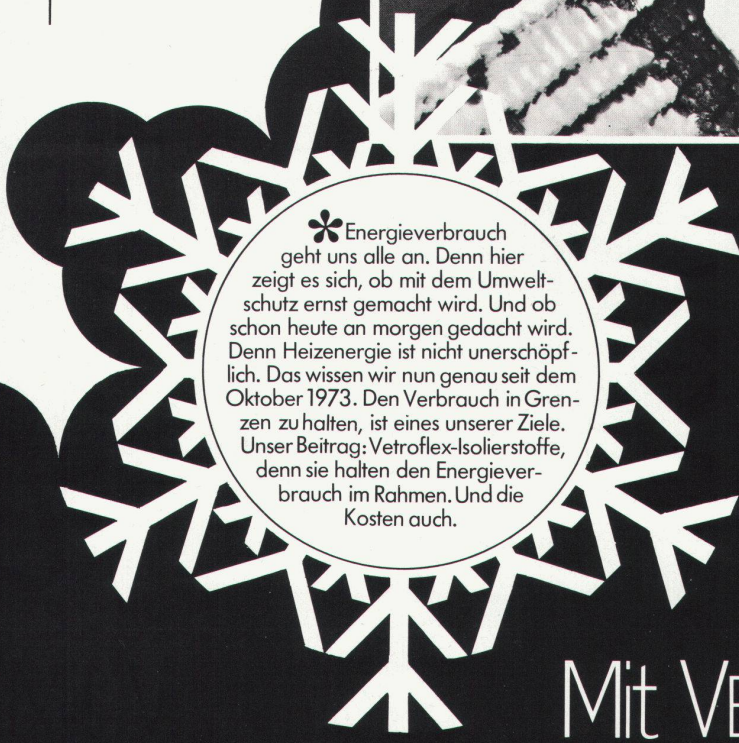 ✻Energieverbrauch
geht uns alle an. Denn hier
zeigt es sich, ob mit dem Umwelt-
schutz ernst gemacht wird. Und ob
schon heute an morgen gedacht wird.
Denn Heizenergie ist nicht unerschöpf-
lich. Das wissen wir nun genau seit dem
Oktober 1973. Den Verbrauch in Gren-
zen zu halten, ist eines unserer Ziele.
Unser Beitrag: Vetroflex-Isolierstoffe,
denn sie halten den Energiever-
brauch im Rahmen. Und die
Kosten auch.
Mit VE